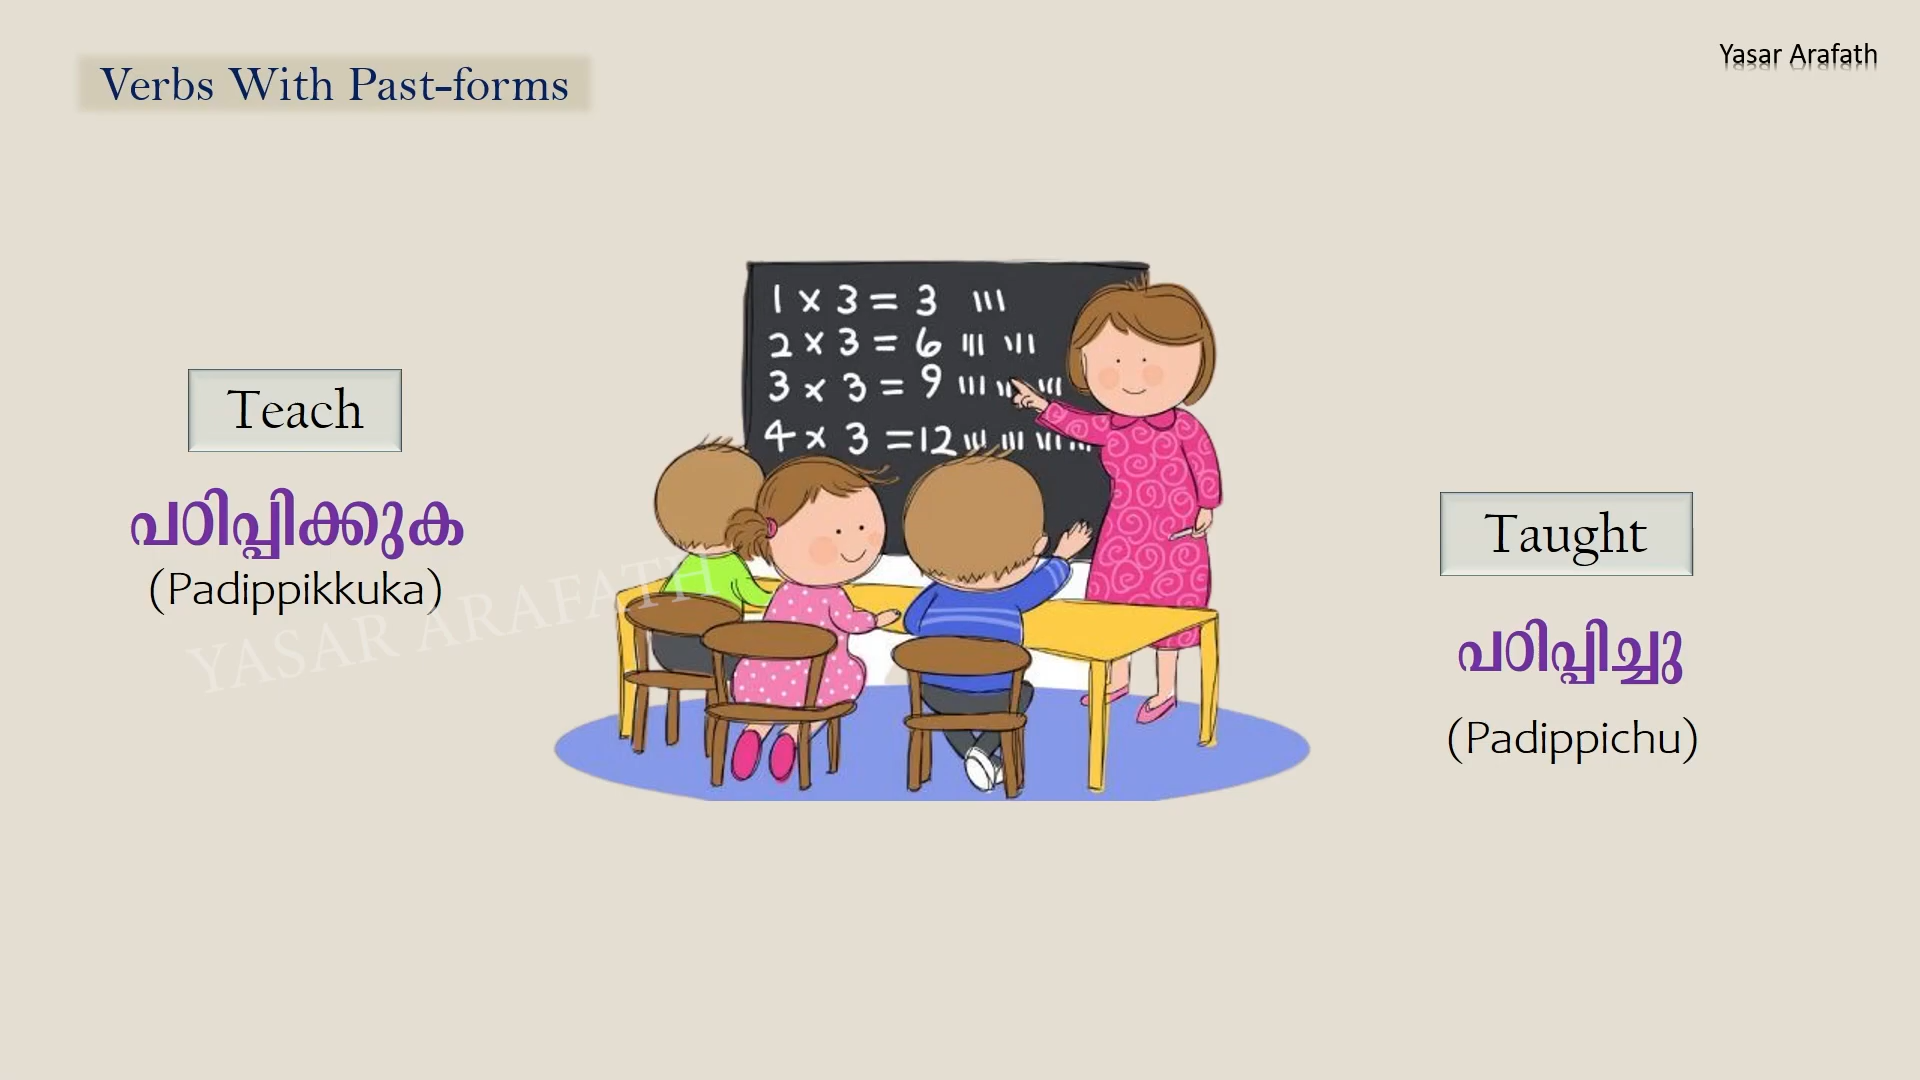 Yasar Arafath
Verbs With Past-forms
1 x 3 = 3
2 x 3 = 6
3 x 3 = 9
4 x 3 = 12
Teach
പഠിപ്പിക്കുക
(Padippikkuka)
YASAR ARAFATH
Taught
പഠിപ്പിച്ചു
(Padippichu)